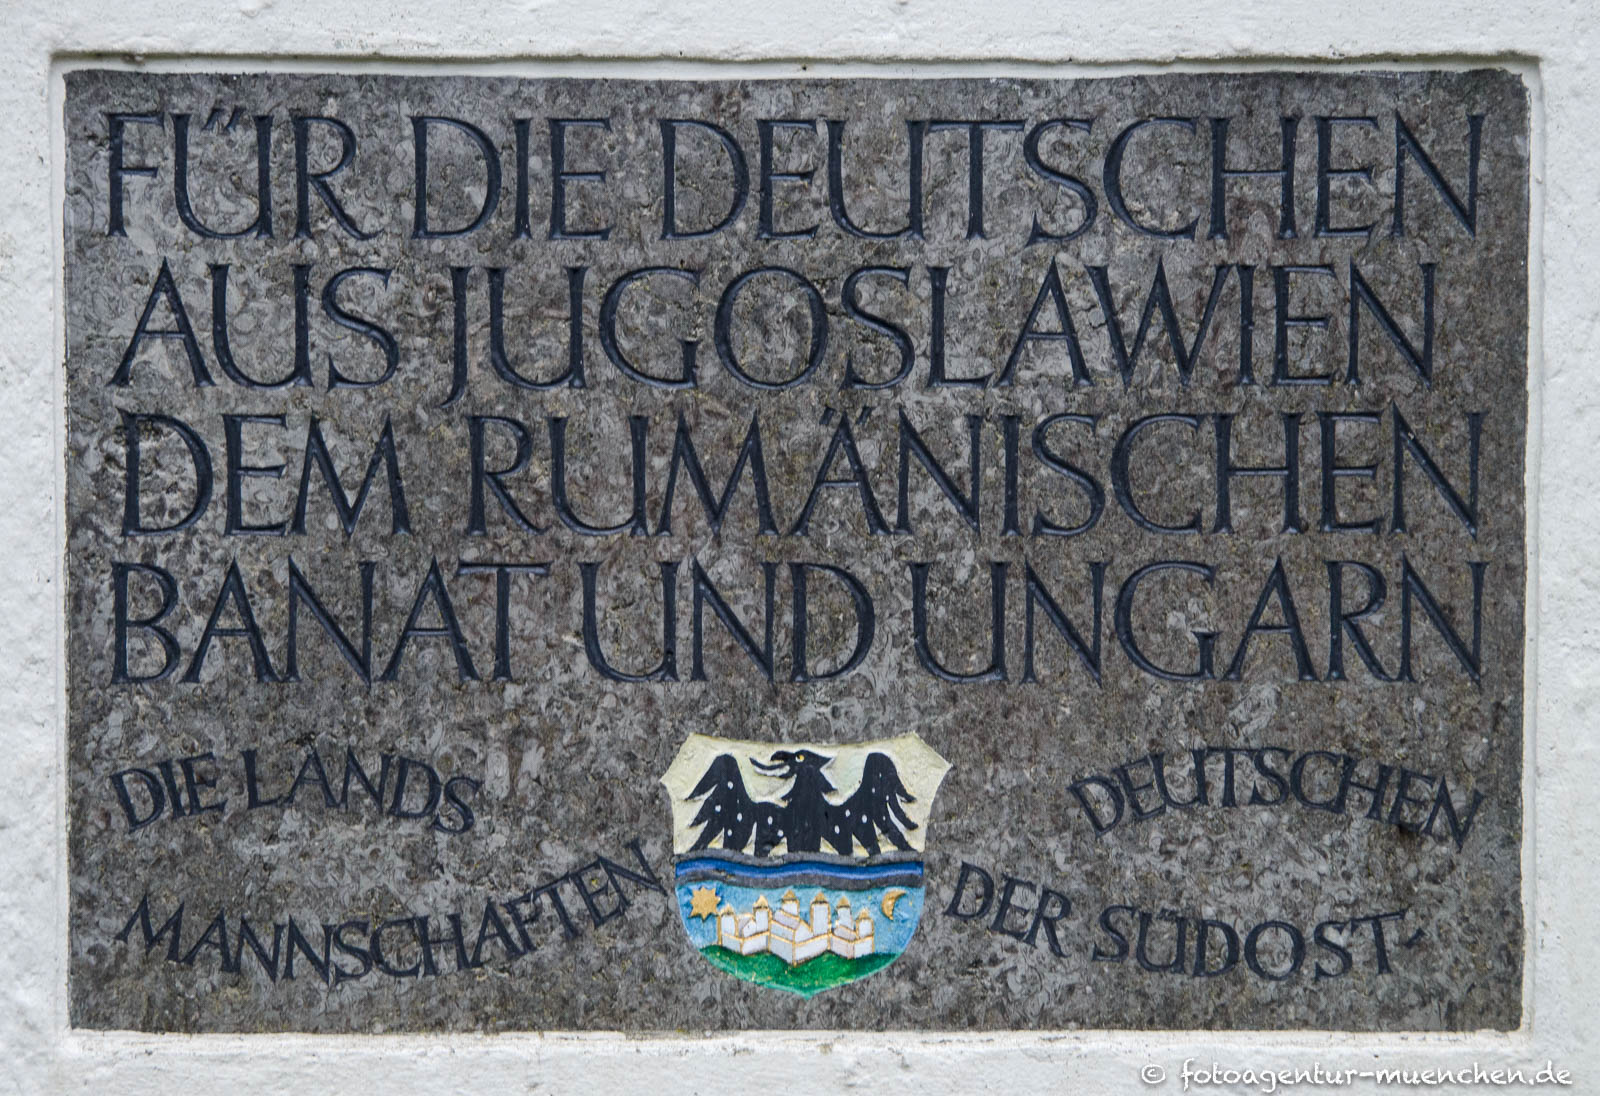 FÜR DIE DEUTSCHEN
AUS JUGOSLAWIEN
DEM RUMÄNISCHEN
BANAT UND UNGARN
DIE LANDS
MANNSCHAFTEN
DER SÜDOST-
DEUTSCHEN
© fotoagentur-muenchen.de